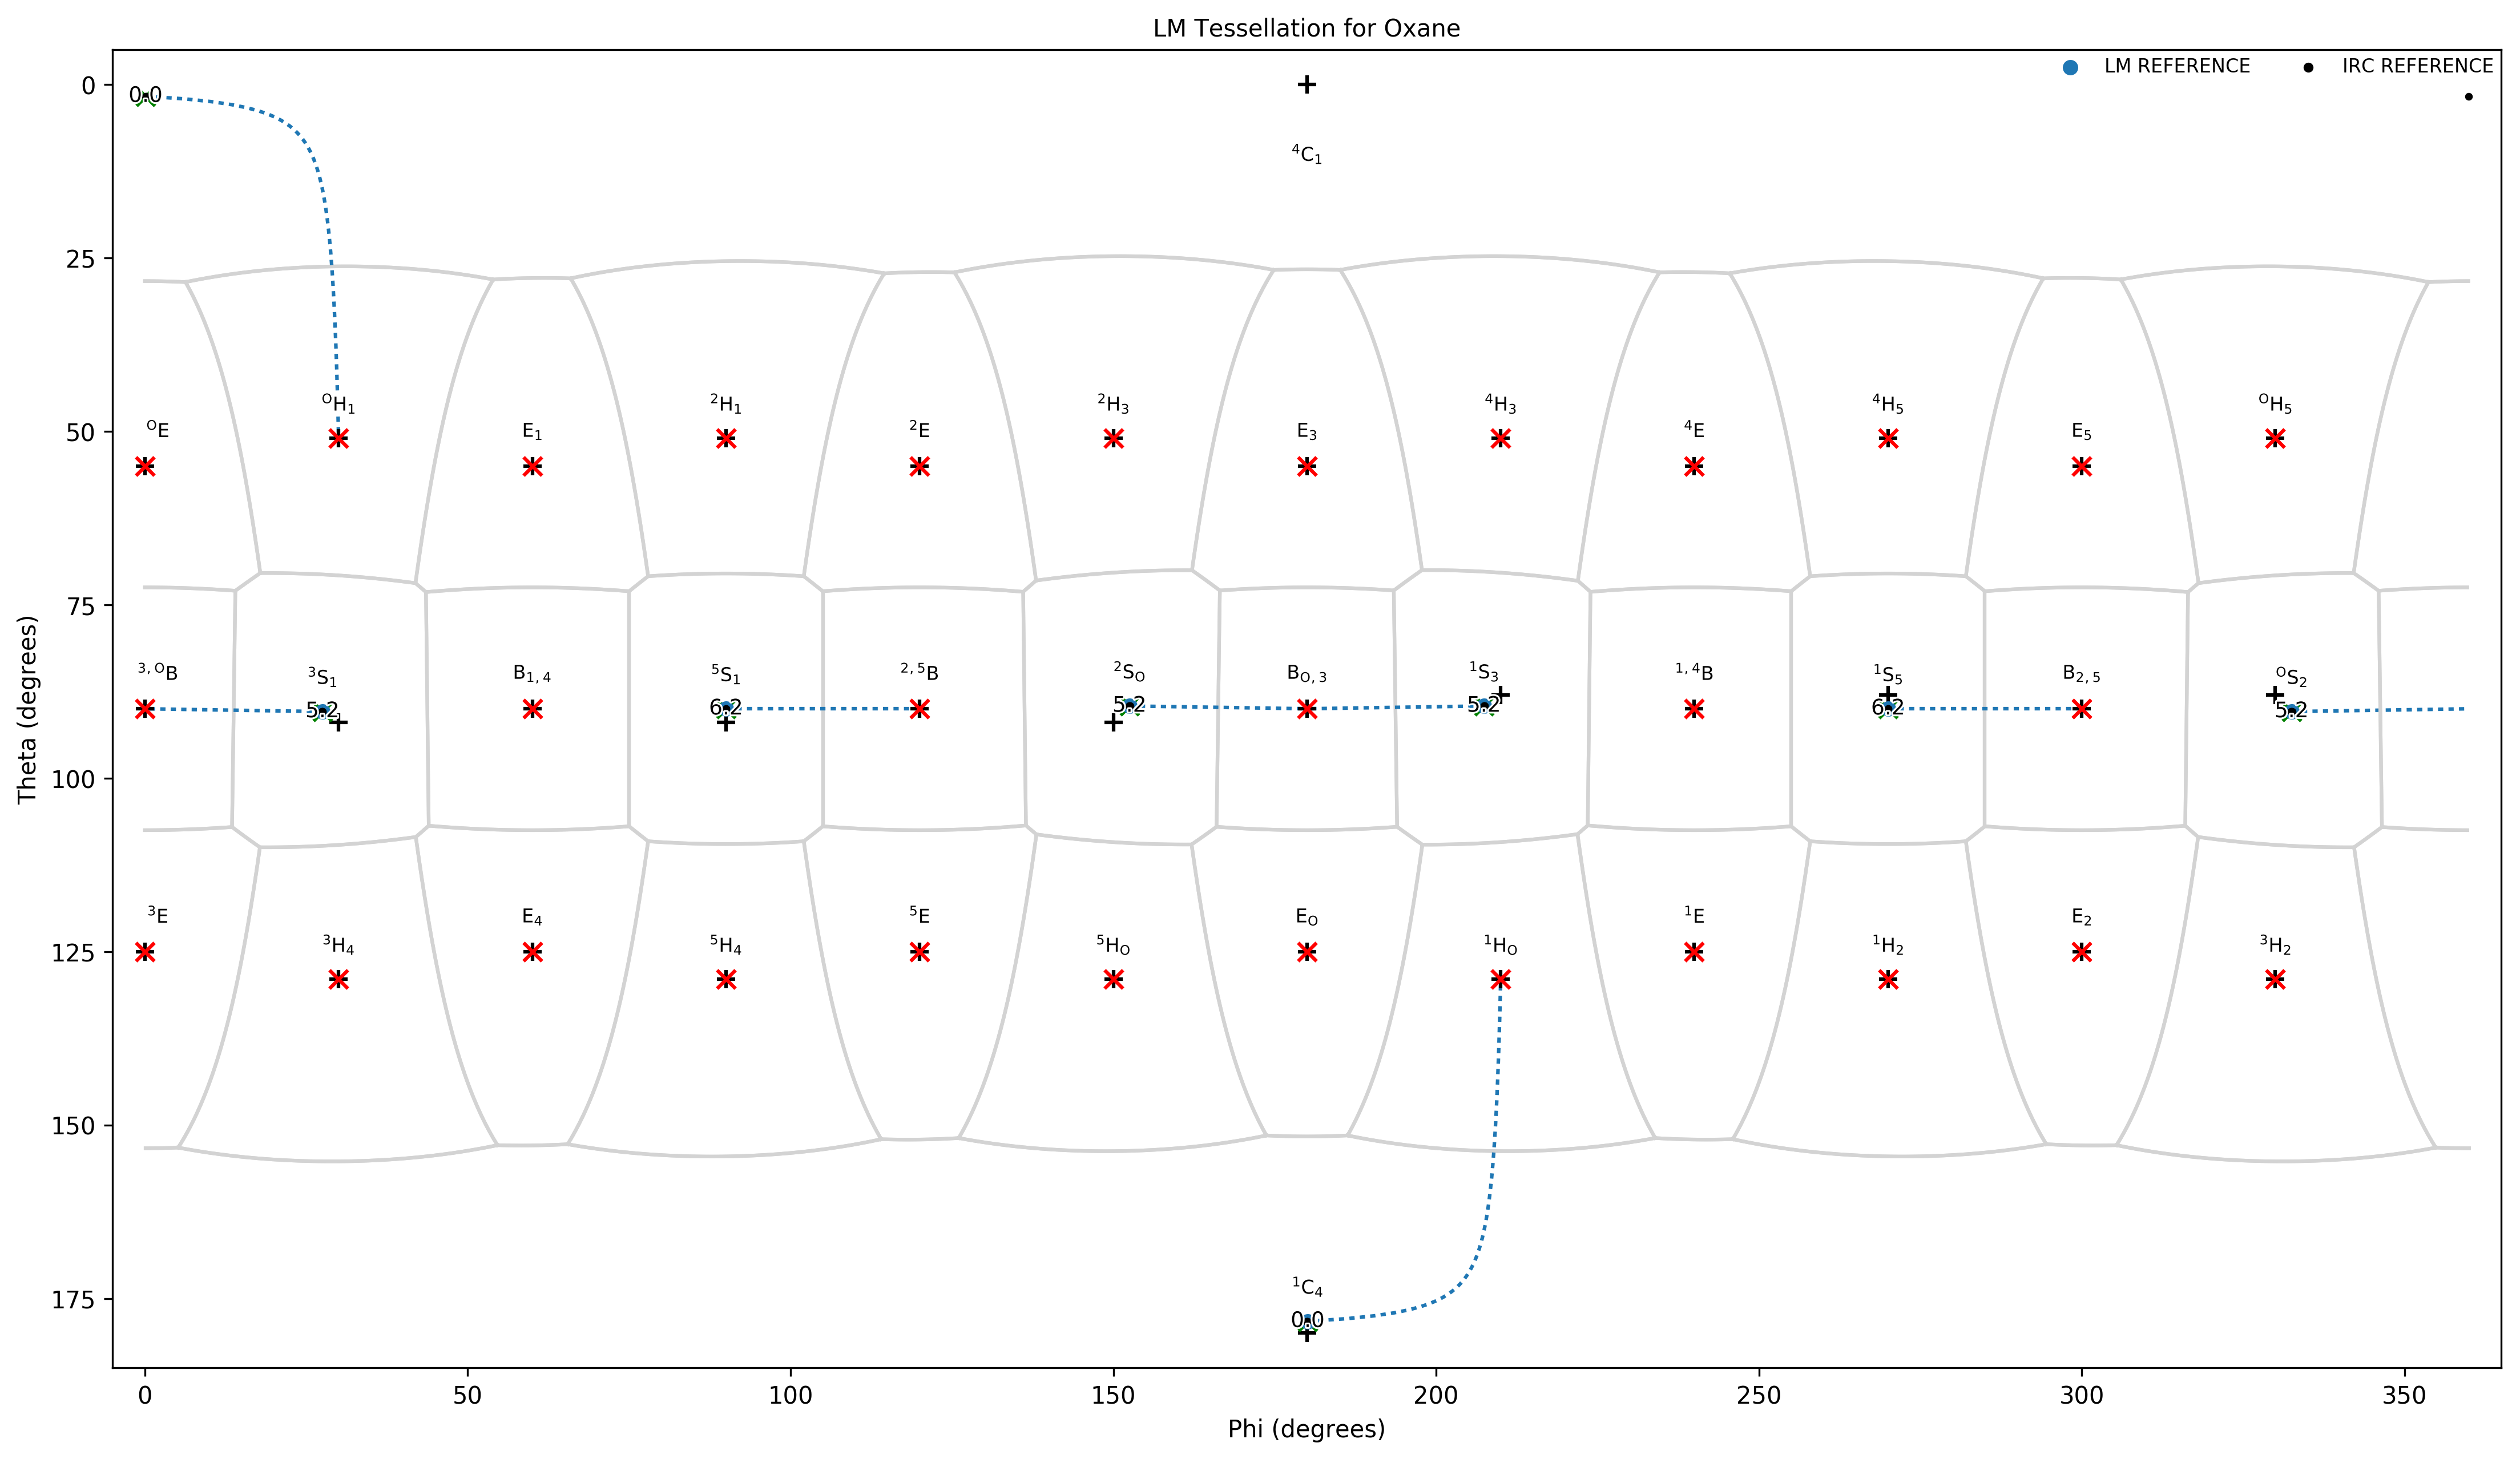 LM Tessellation for Oxane
LM REFERENCE IRC REFERENCE
0
0.0
⁴C₁
25
ᴼH₁ ²H₁ ²H₃ ⁴H₃ ⁴H₅ ᴼH₅
ᴼE E₁ ²E E₃ ⁴E E₅
50
75
³,ᴼB ³S₁ B₁,₄ ⁵S₁ ²,⁵B ²Sₒ Bₒ,₃ ¹S₃ ¹,⁴B ¹S₅ B₂,₅ ᴼS₂
5.2 6.2 5.2 5.2 6.2 5.2
Theta (degrees)
100
³E E₄ ⁵E Eₒ ¹E E₂
³H₄ ⁵H₄ ⁵Hₒ ¹Hₒ ¹H₂ ³H₂
125
150
¹C₄
175
0.0
0 50 100 150 200 250 300 350
Phi (degrees)